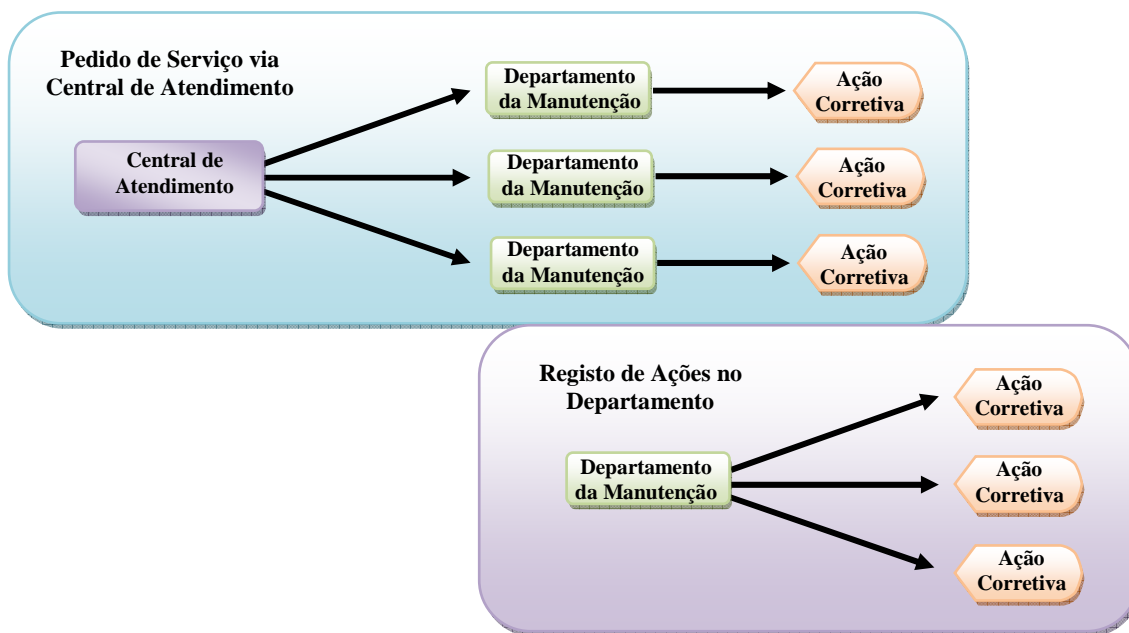 Pedido de Serviço via
Central de Atendimento
Central de
Atendimento
Departamento
da Manutenção
Ação
Corretiva
Departamento
da Manutenção
Ação
Corretiva
Departamento
da Manutenção
Ação
Corretiva
Registo de Ações no
Departamento
Departamento
da Manutenção
Ação
Corretiva
Ação
Corretiva
Ação
Corretiva